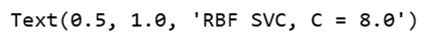 Text(0.5, 1.0, 'RBF SVC, C = 8.0')